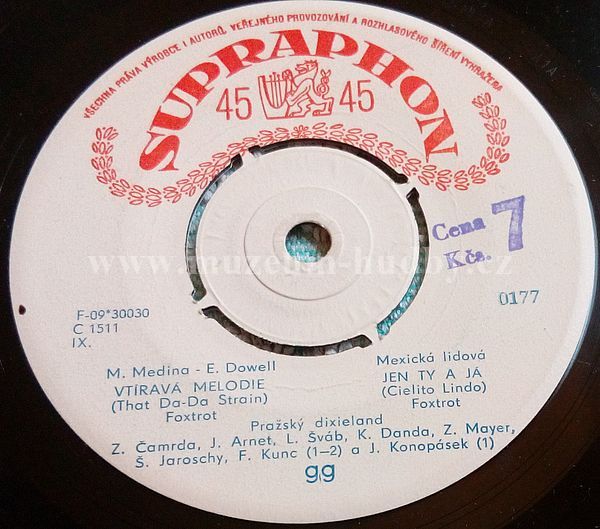 VŠECHNA PRÁVA VÝROBCE I AUTORŮ, VEŘEJNÉHO PROVOZOVÁNÍ A ROZHLASOVÉHO ŠÍŘENÍ VYHRAŽENA
SUPRAPHON
45 45
Cena 7
Kčs.
www.muzeum-hudby.cz
0177
F-09*30030
C 1511
IX.
M. Medina - E. Dowell
VTÍRAVÁ MELODIE
(That Da-Da Strain)
Foxtrot
Mexická lidová
JEN TY A JÁ
(Cielito Lindo)
Foxtrot
Pražský dixieland
Z. Čamrda, J. Arnet, L. Šváb, K. Danda, Z. Mayer,
Š. Jaroschy, F. Kunc (1-2) a J. Konopásek (1)
gg